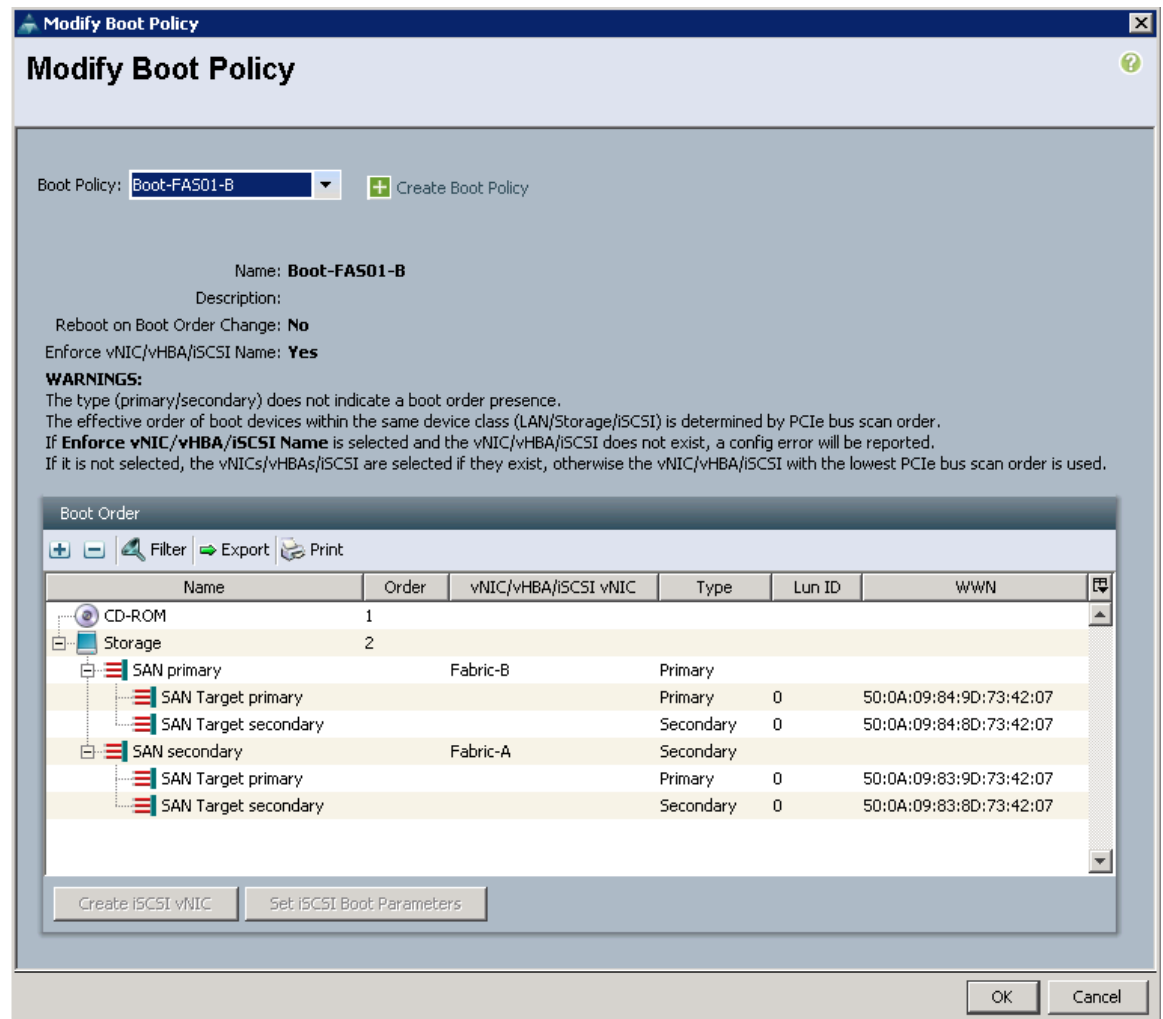 Modify Boot Policy
Modify Boot Policy
Boot Policy: Boot-FAS01-B Create Boot Policy
Name: Boot-FAS01-B
Description:
Reboot on Boot Order Change: No
Enforce vNIC/vHBA/iSCSI Name: Yes
WARNINGS:
The type (primary/secondary) does not indicate a boot order presence.
The effective order of boot devices within the same device class (LAN/Storage/iSCSI) is determined by PCIe bus scan order.
If Enforce vNIC/vHBA/iSCSI Name is selected and the vNIC/vHBA/iSCSI does not exist, a config error will be reported.
If it is not selected, the vNICs/vHBAs/iSCSI are selected if they exist, otherwise the vNIC/vHBA/iSCSI with the lowest PCIe bus scan order is used.
Boot Order
Filter Export Print
Name Order vNIC/vHBA/iSCSI vNIC Type Lun ID WWN
CD-ROM 1
Storage 2
SAN primary Fabric-B Primary
SAN Target primary Primary 0 50:0A:09:84:9D:73:42:07
SAN Target secondary Secondary 0 50:0A:09:84:8D:73:42:07
SAN secondary Fabric-A Secondary
SAN Target primary Primary 0 50:0A:09:83:9D:73:42:07
SAN Target secondary Secondary 0 50:0A:09:83:8D:73:42:07
Create iSCSI vNIC Set iSCSI Boot Parameters
OK Cancel